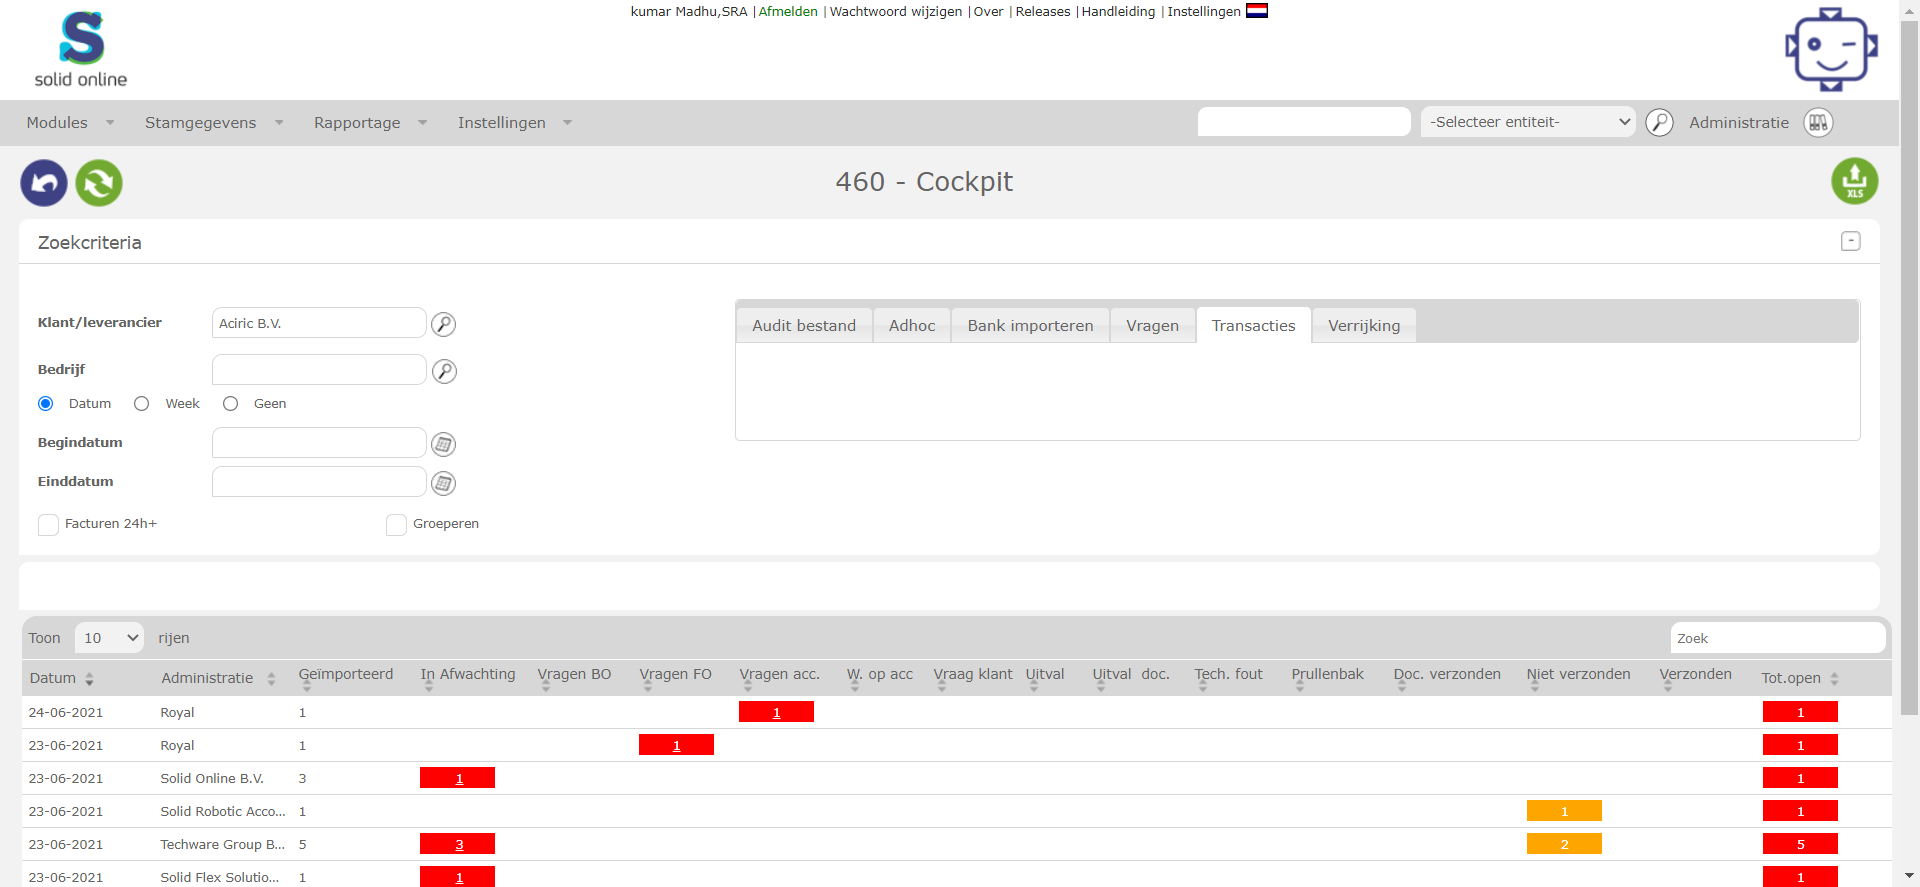 kumar Madhu,SRA |Afmelden |Wachtwoord wijzigen |Over |Releases |Handleiding |Instellingen
S
solid online
Modules Stamgegevens Rapportage Instellingen -Selecteer entiteit- Administratie
460 - Cockpit
XLS
Zoekcriteria
-
Klant/leverancier Aciric B.V.
Audit bestand Adhoc Bank importeren Vragen Transacties Verrijking
Bedrijf
Datum Week Geen
Begindatum
Einddatum
Facturen 24h+ Groeperen
Toon 10 rijen Zoek
Datum Administratie Geïmporteerd In Afwachting Vragen BO Vragen FO Vragen acc. W. op acc Vraag klant Uitval Uitval doc. Tech. fout Prullenbak Doc. verzonden Niet verzonden Verzonden Tot.open
24-06-2021 Royal 1 1 1
23-06-2021 Royal 1 1 1
23-06-2021 Solid Online B.V. 3 1 1
23-06-2021 Solid Robotic Acco... 1 1 1
23-06-2021 Techware Group B... 5 3 2 5
23-06-2021 Solid Flex Solutio... 1 1 1